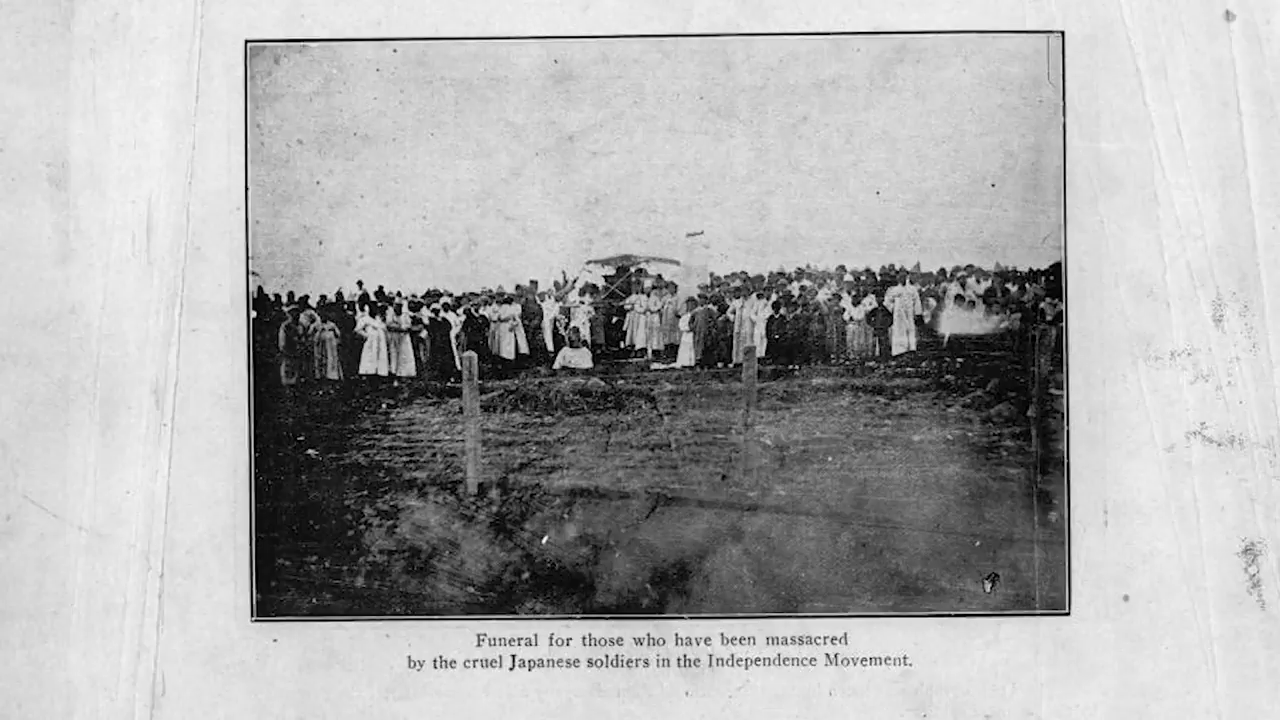 Funeral for those who have been massacred
by the cruel Japanese soldiers in the Independence Movement.